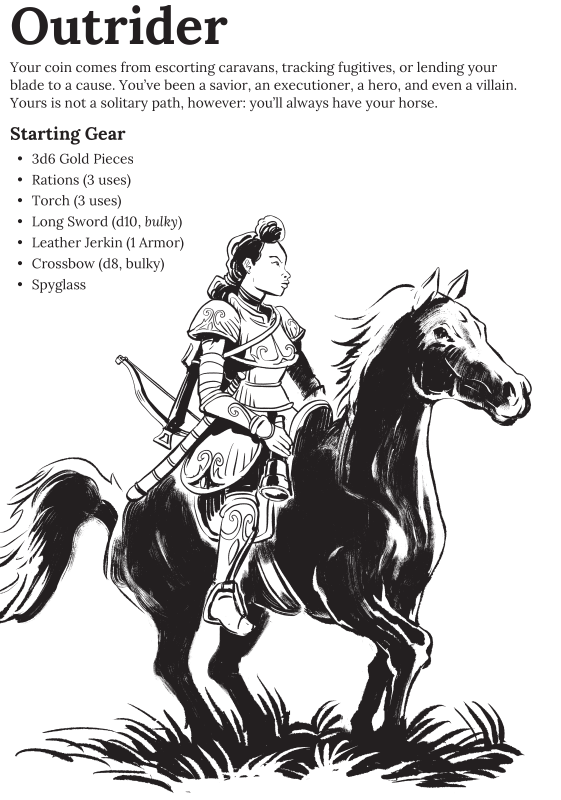 Outrider
Your coin comes from escorting caravans, tracking fugitives, or lending your
blade to a cause. You’ve been a savior, an executioner, a hero, and even a villain.
Yours is not a solitary path, however: you’ll always have your horse.
Starting Gear
• 3d6 Gold Pieces
• Rations (3 uses)
• Torch (3 uses)
• Long Sword (d10, bulky)
• Leather Jerkin (1 Armor)
• Crossbow (d8, bulky)
• Spyglass